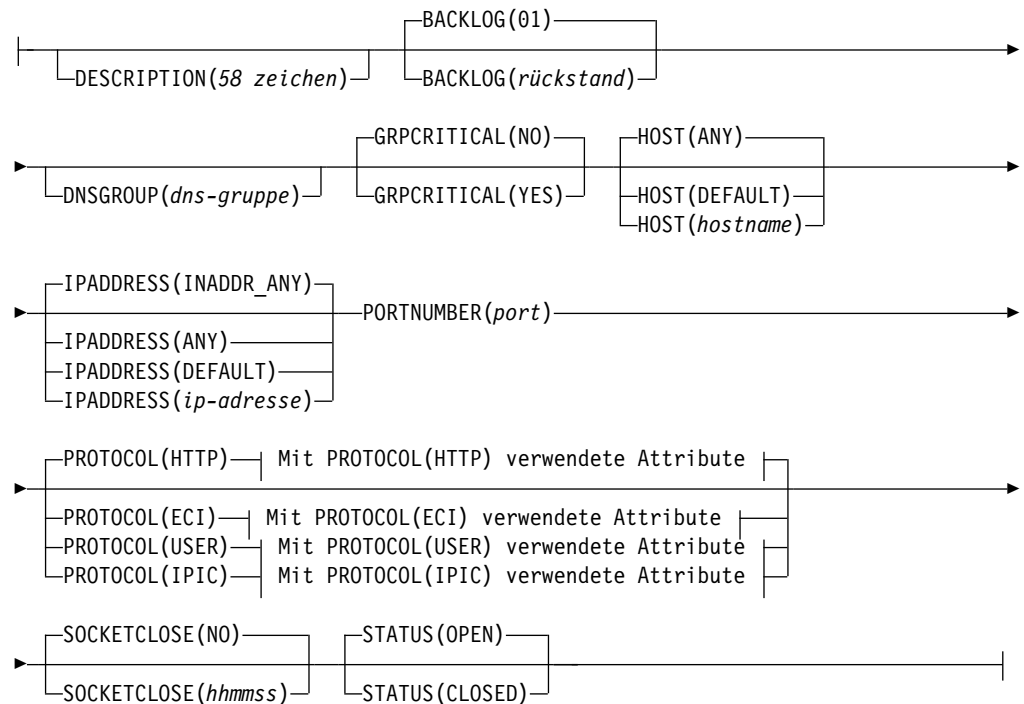 BACKLOG(01)
DESCRIPTION(58 zeichen) BACKLOG(rückstand)
GRPCRITICAL(NO) HOST(ANY)
DNSGROUP(dns-gruppe) GRPCRITICAL(YES) HOST(DEFAULT)
HOST(hostname)
IPADDRESS(INADDR_ANY)
PORTNUMBER(port)
IPADDRESS(ANY)
IPADDRESS(DEFAULT)
IPADDRESS(ip-adresse)
PROTOCOL(HTTP) Mit PROTOCOL(HTTP) verwendete Attribute
PROTOCOL(ECI) Mit PROTOCOL(ECI) verwendete Attribute
PROTOCOL(USER) Mit PROTOCOL(USER) verwendete Attribute
PROTOCOL(IPIC) Mit PROTOCOL(IPIC) verwendete Attribute
SOCKETCLOSE(NO) STATUS(OPEN)
SOCKETCLOSE(hhmmss) STATUS(CLOSED)